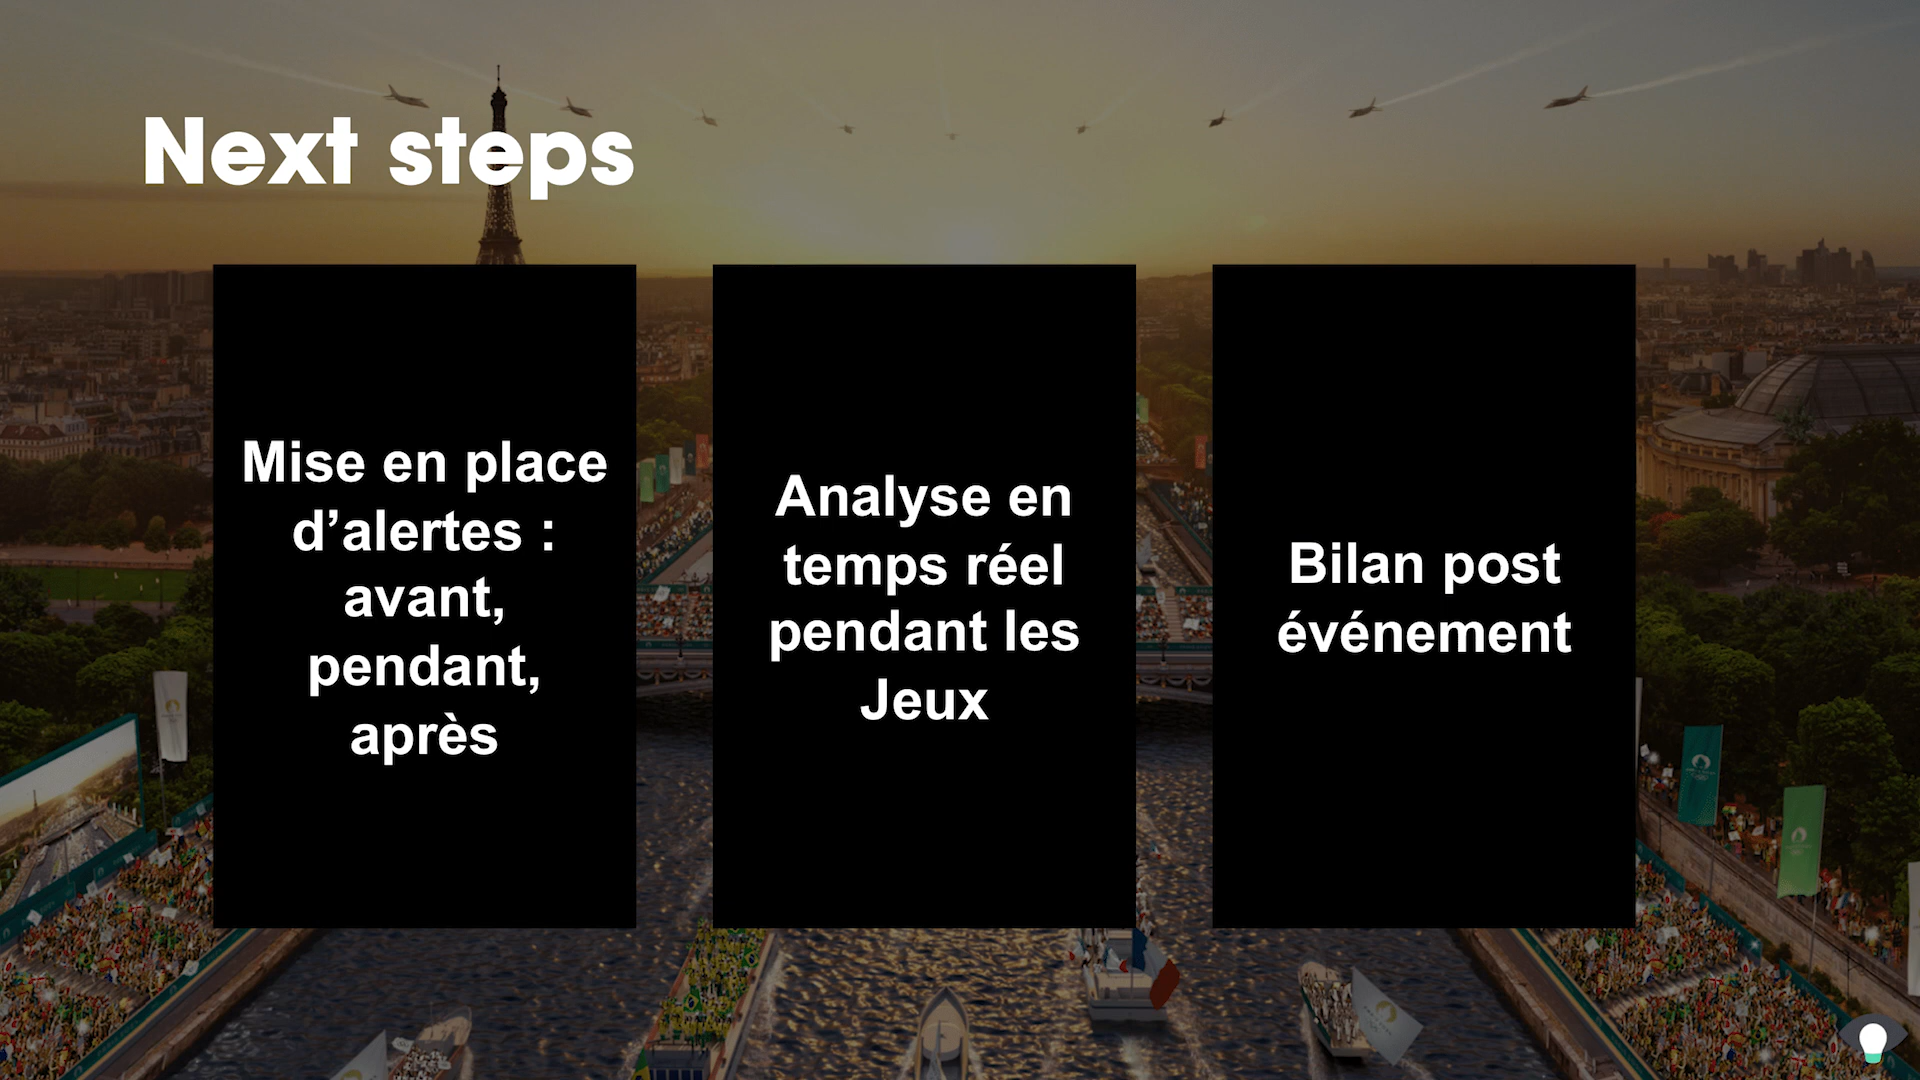 Next steps
Mise en place
d’alertes :
avant,
pendant,
après
Analyse en
temps réel
pendant les
Jeux
Bilan post
événement